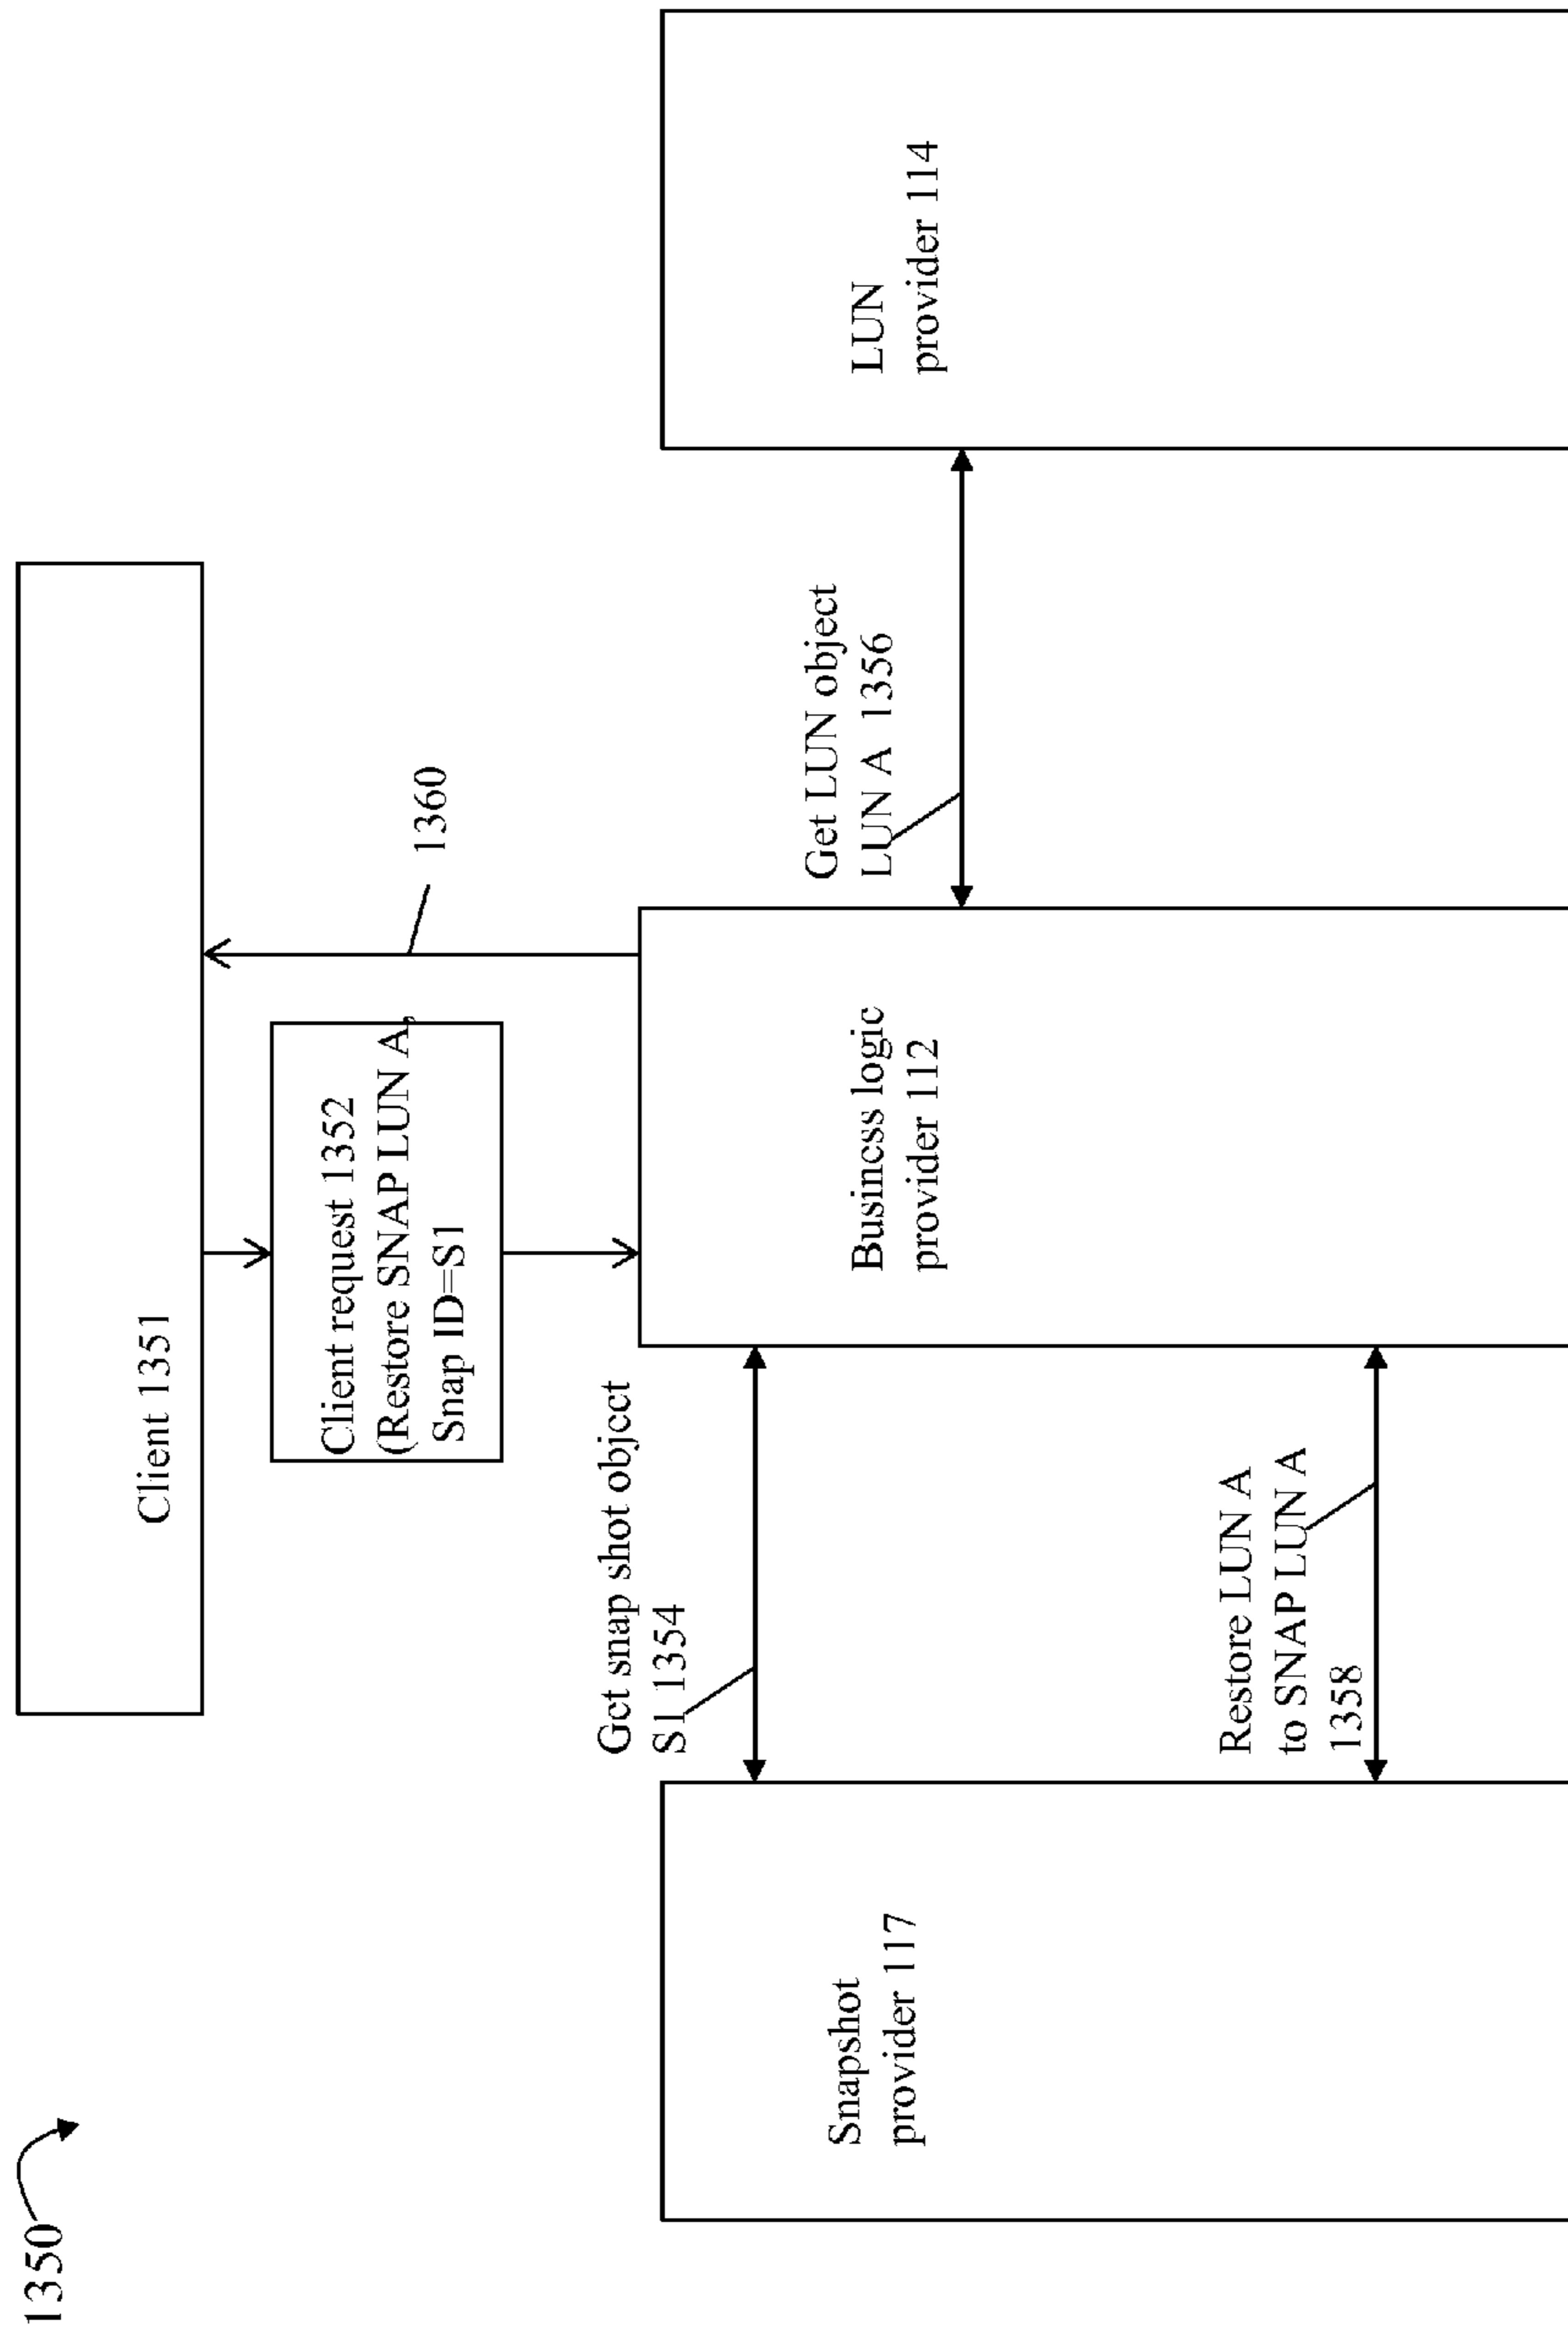 1350
Client 1351
Client request 1352
(Restore SNAP LUN A,
Snap ID=S1
1360
Get snap shot object
S1 1354
Get LUN object
LUN A 1356
Snapshot
provider 117
Business logic
provider 112
LUN
provider 114
Restore LUN A
to SNAP LUN A
1358